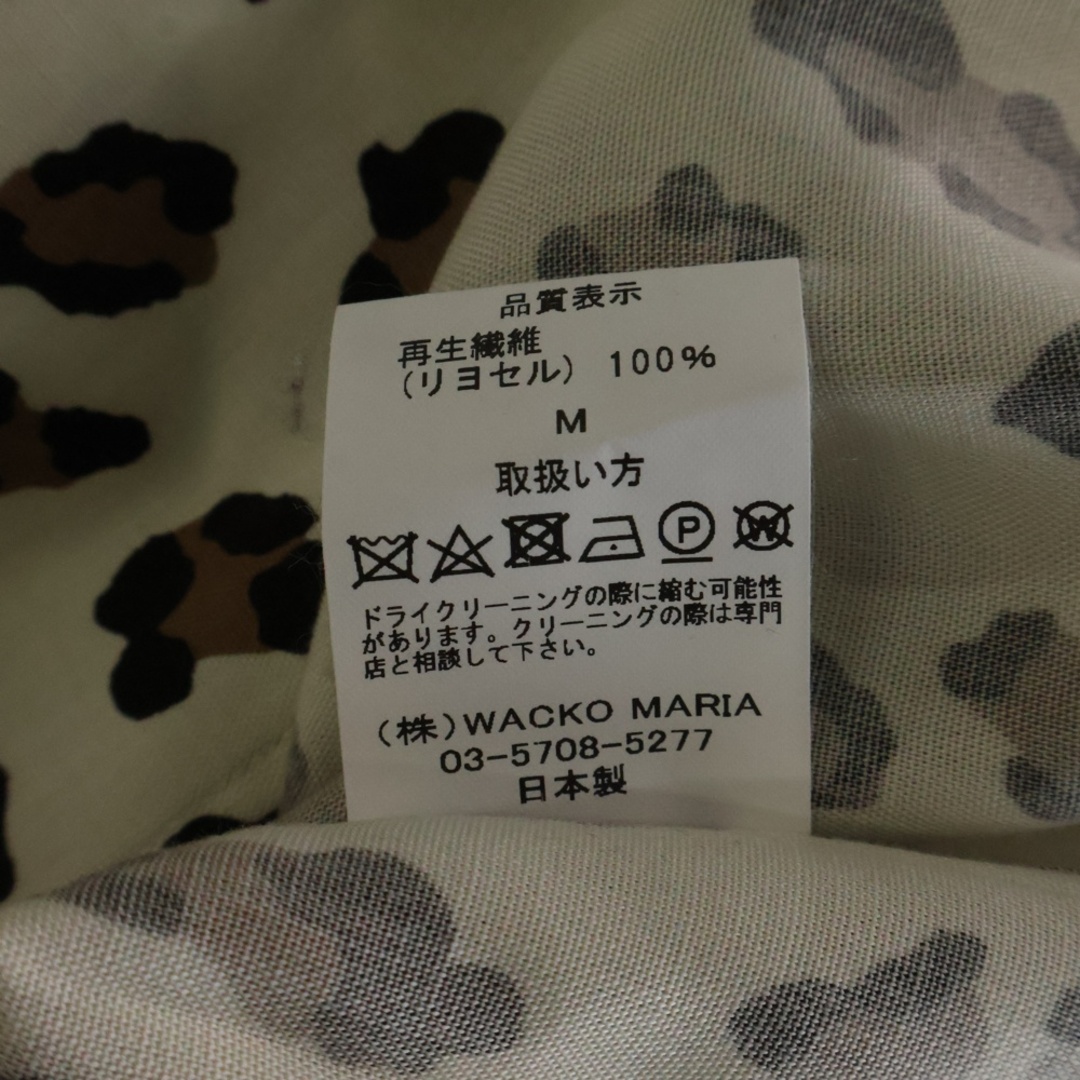 品質表示
再生繊維
(リヨセル) 100%
M
取扱い方
P W
ドライクリーニングの際に縮む可能性
があります。クリーニングの際は専門
店と相談して下さい。
(株)WACKO MARIA
03-5708-5277
日本製